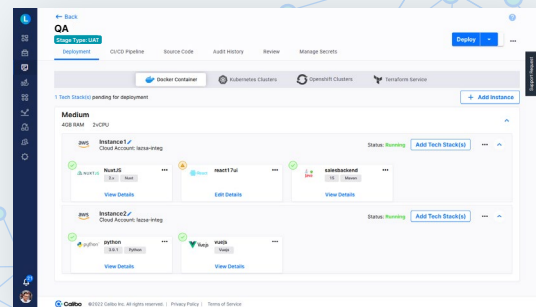 ← Back
QA
Stage Type: UAT
Deploy
Deployment CI/CD Pipeline Source Code Audit History Review Manage Secrets
Support Request
Docker Container Kubernetes Clusters Openshift Clusters Terraform Service
1 Tech Stack(s) pending for deployment
+ Add Instance
Medium
4GB RAM 2vCPU
aws
Instance1
Cloud Account: lazsa-integ
Status: Running Add Tech Stack(s)
NuxtJS
Nuxt
View Details
react17ui
Edit Details
salesbackend
Maven
View Details
aws
Instance2
Cloud Account: lazsa-integ
Status: Running Add Tech Stack(s)
python
python
Python
View Details
Vuejs
vuejs
Vuejs
View Details
Calibo ©2022 Calibo Inc. All rights reserved. | Privacy Policy | Terms of Service